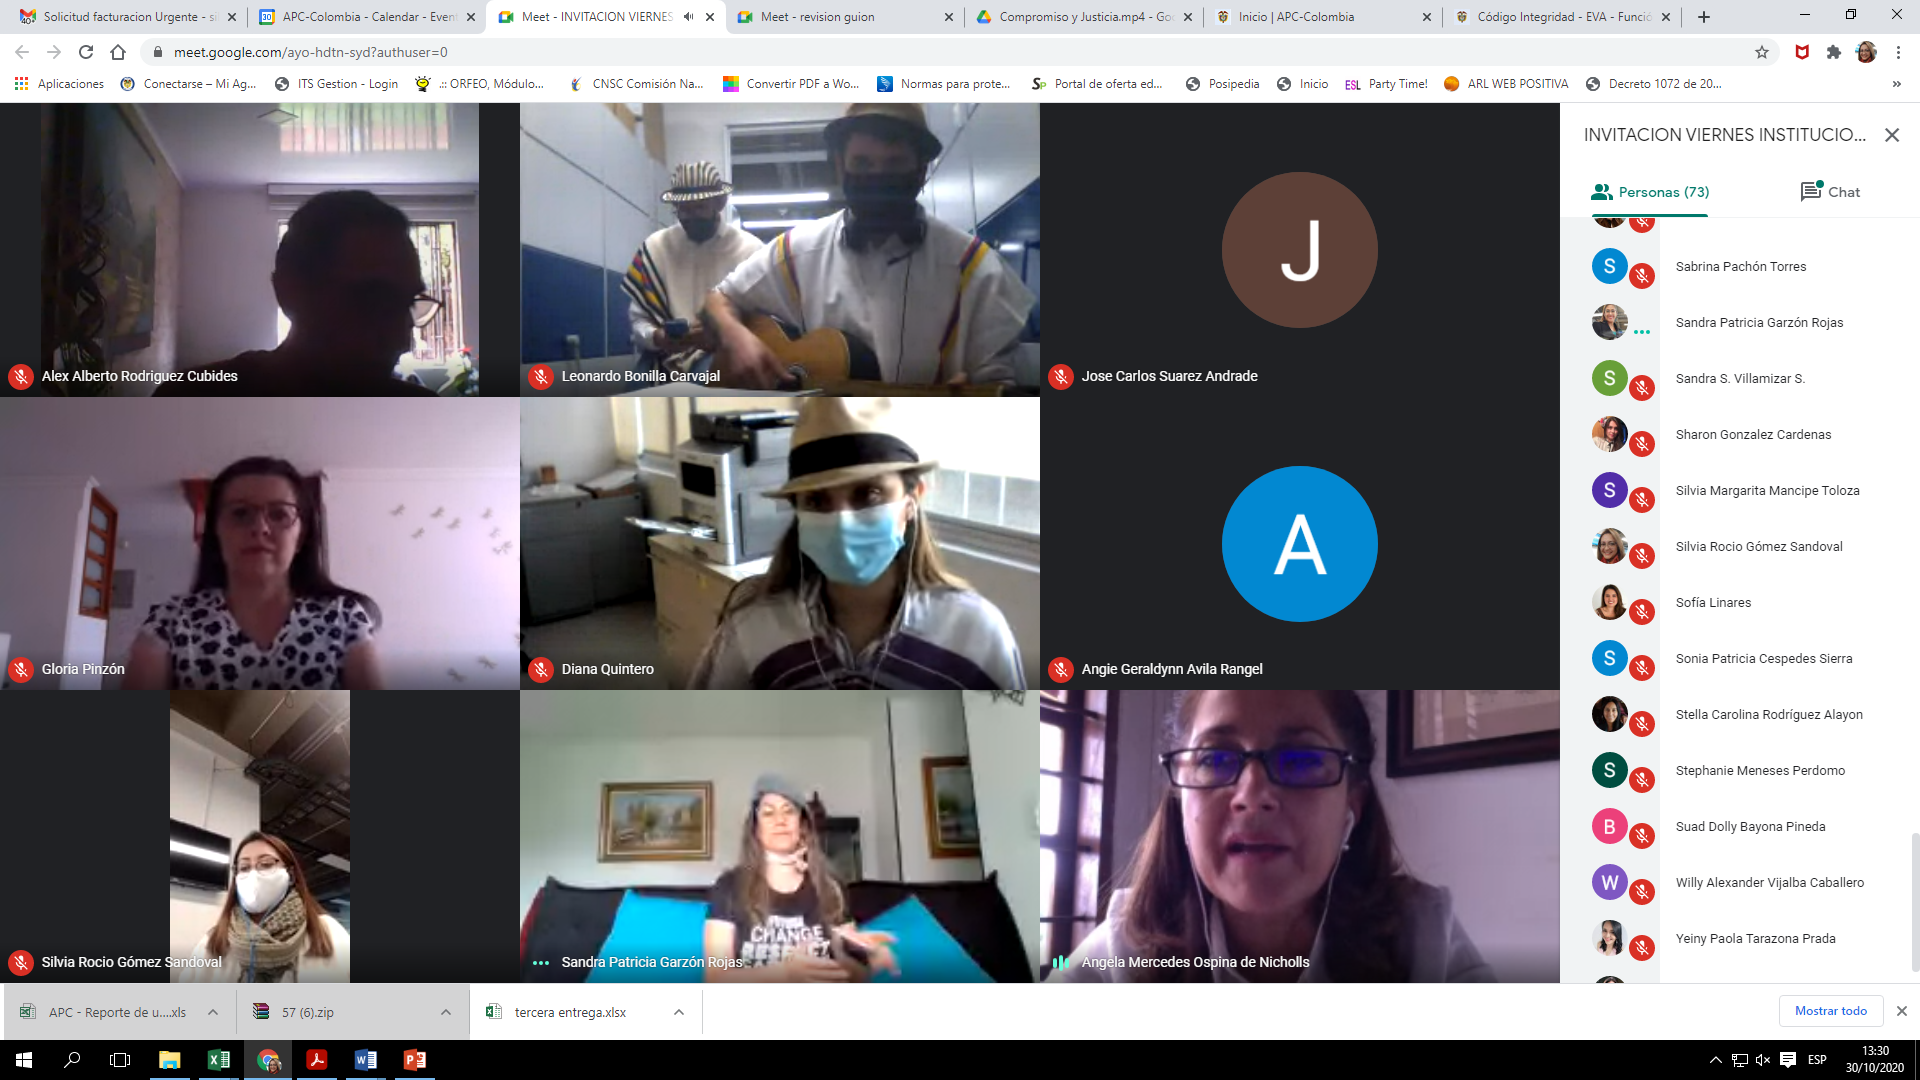 Solicitud facturacion Urgente - s
APC-Colombia - Calendar - Even
Meet - INVITACION VIERNES
Meet - revision guion
Compromiso y Justicia.mp4 - Go
Inicio | APC-Colombia
Código Integridad - EVA - Funció
meet.google.com/ayo-hdtn-syd?authuser=0
Aplicaciones
Conectarse – Mi Ag...
ITS Gestion - Login
.:: ORFEO, Módulo...
CNSC Comisión Na...
Convertir PDF a Wo...
Normas para prote...
Portal de oferta ed...
Posipedia
Inicio
ESL Party Time!
ARL WEB POSITIVA
Decreto 1072 de 20...
»
INVITACION VIERNES INSTITUCIO...
Personas (73)
Chat
J
A
Alex Alberto Rodriguez Cubides
Leonardo Bonilla Carvajal
Jose Carlos Suarez Andrade
Gloria Pinzón
Diana Quintero
Angie Geraldynn Avila Rangel
CHANGE
Silvia Rocio Gómez Sandoval
Sandra Patricia Garzón Rojas
Angela Mercedes Ospina de Nicholls
S Sabrina Pachón Torres
Sandra Patricia Garzón Rojas
S Sandra S. Villamizar S.
Sharon Gonzalez Cardenas
S Silvia Margarita Mancipe Toloza
Silvia Rocio Gómez Sandoval
Sofía Linares
S Sonia Patricia Cespedes Sierra
Stella Carolina Rodríguez Alayon
S Stephanie Meneses Perdomo
B Suad Dolly Bayona Pineda
W Willy Alexander Vijalba Caballero
Yeiny Paola Tarazona Prada
APC - Reporte de u....xls
57 (6).zip
tercera entrega.xlsx
Mostrar todo
ESP
13:30
30/10/2020